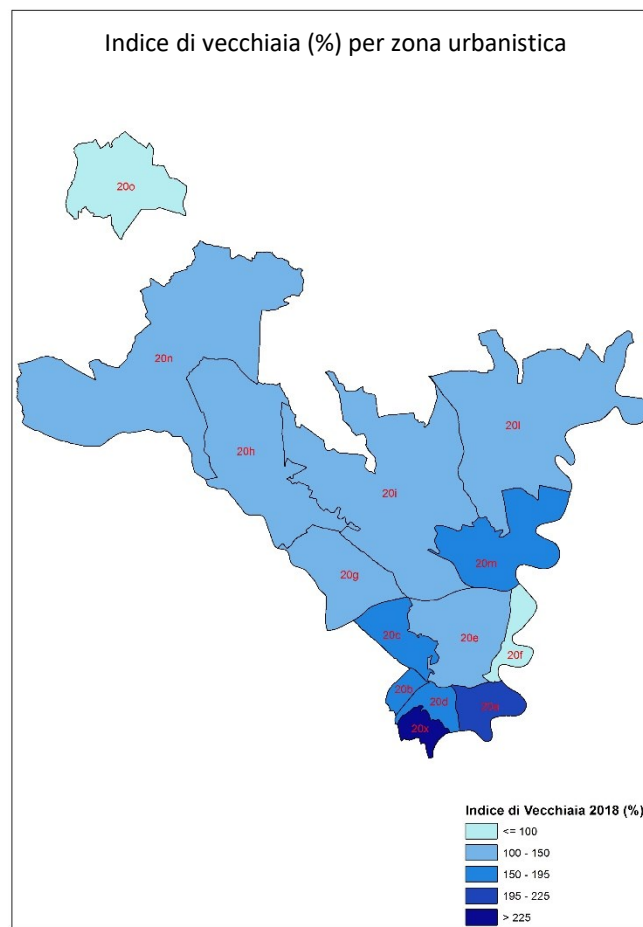 Indice di vecchiaia (%) per zona urbanistica
20o
20n
20l
20h
20i
20m
20g
20c
20e
20f
20b
20d
20a
20x
Indice di Vecchiaia 2018 (%)
<= 100
100 - 150
150 - 195
195 - 225
> 225